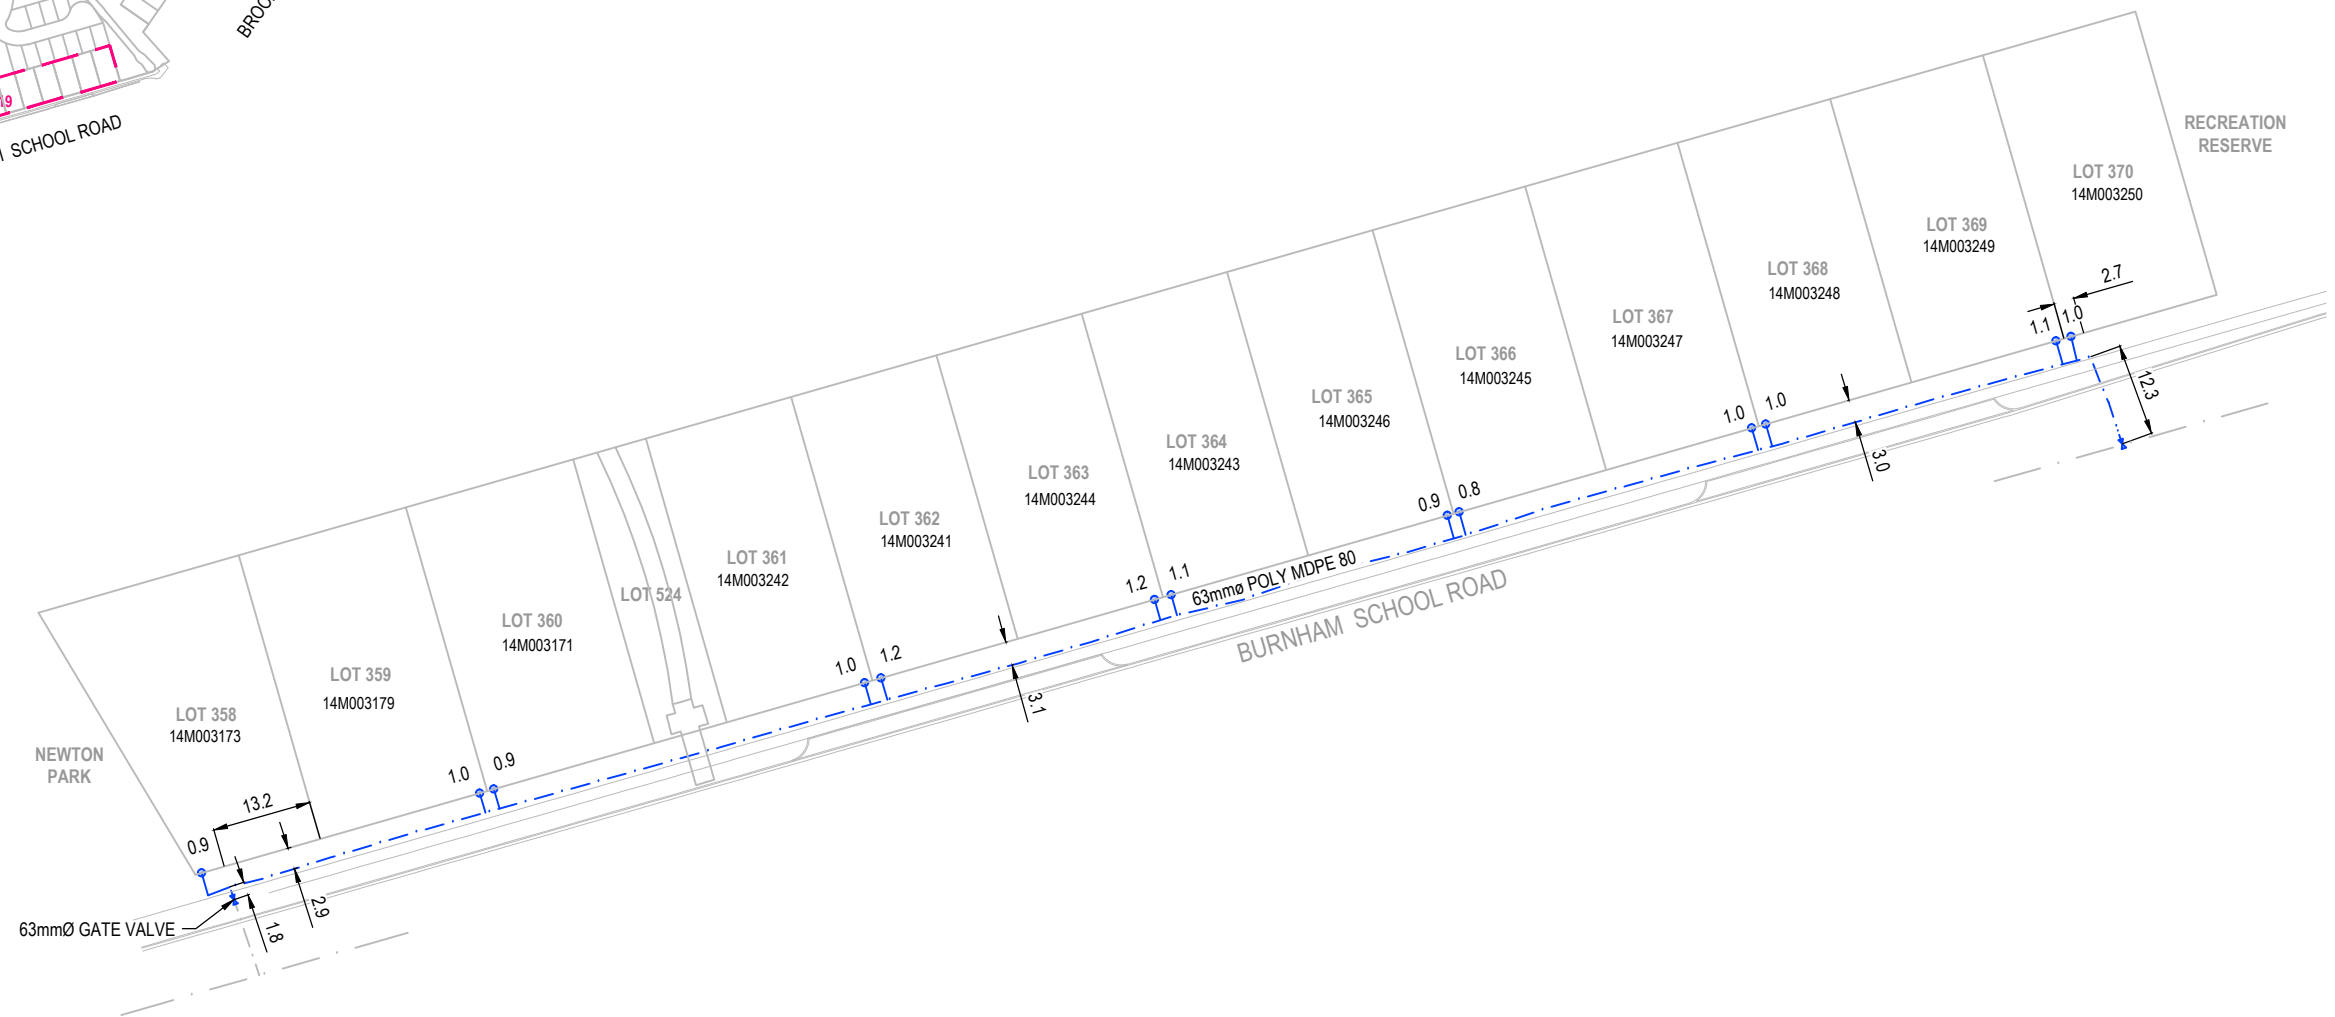 BROO
19
SCHOOL ROAD
RECREATION
RESERVE
LOT 370
14M003250
LOT 369
14M003249
2.7
1.1
1.0
12.3
LOT 368
14M003248
1.0
1.0
3.0
LOT 367
14M003247
LOT 366
14M003245
0.9
0.8
LOT 365
14M003246
LOT 364
14M003243
1.2
1.1
63mmø POLY MDPE 80
BURNHAM SCHOOL ROAD
LOT 363
14M003244
3.1
LOT 362
14M003241
1.0
1.2
LOT 361
14M003242
LOT 524
LOT 360
14M003171
1.0
0.9
LOT 359
14M003179
LOT 358
14M003173
NEWTON
PARK
13.2
0.9
2.9
1.8
63mmØ GATE VALVE